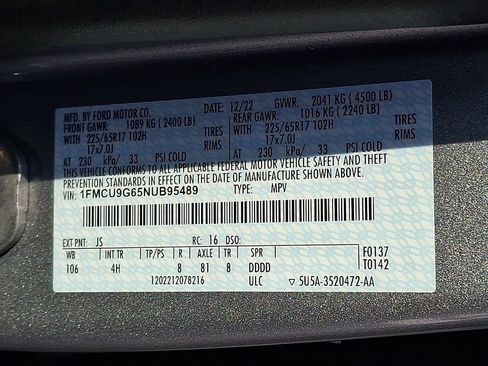 MFD. BY FORD MOTOR CO. 12/22 GVWR: 2041 KG ( 4500 LB)
FRONT GAWR: 1089 KG ( 2400 LB) REAR GAWR: 1016 KG ( 2240 LB)
WITH 225/65R17 102H TIRES WITH 225/65R17 102H TIRES
17x7.0J RIMS 17x7.0J RIMS
AT 230 kPa/ 33 PSI COLD AT 230 kPa/ 33 PSI COLD
THIS VEHICLE CONFORMS TO ALL APPLICABLE FEDERAL MOTOR VEHICLE SAFETY AND THEFT
PREVENTION STANDARDS IN EFFECT ON THE DATE OF MANUFACTURE SHOWN ABOVE.
VIN: 1FMCU9G65NUB95489 TYPE: MPV
EXT PNT: JS RC: 16 DSO:
WB INT TR TP/PS R AXLE TR SPR F0137
106 4H 8 81 8 DDDD T0142
1202212078216 ULC 5U5A-3520472-AA